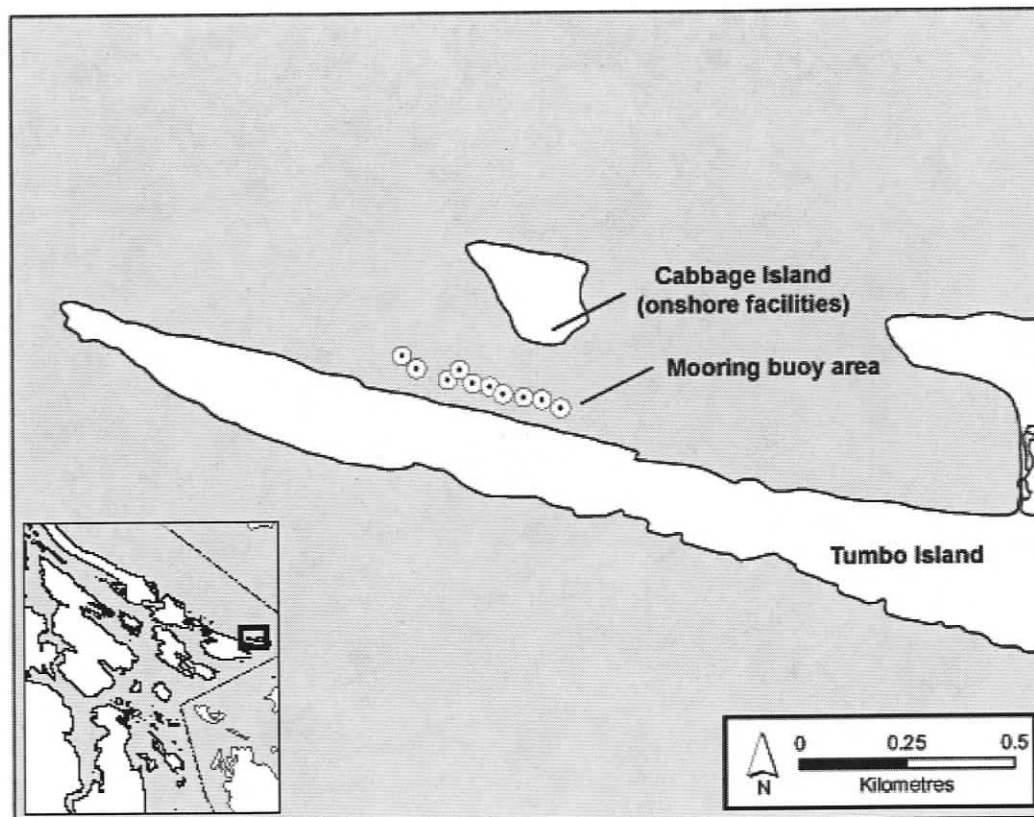 Cabbage Island
(onshore facilities)
Mooring buoy area
Tumbo Island
0 0.25 0.5
N
Kilometres